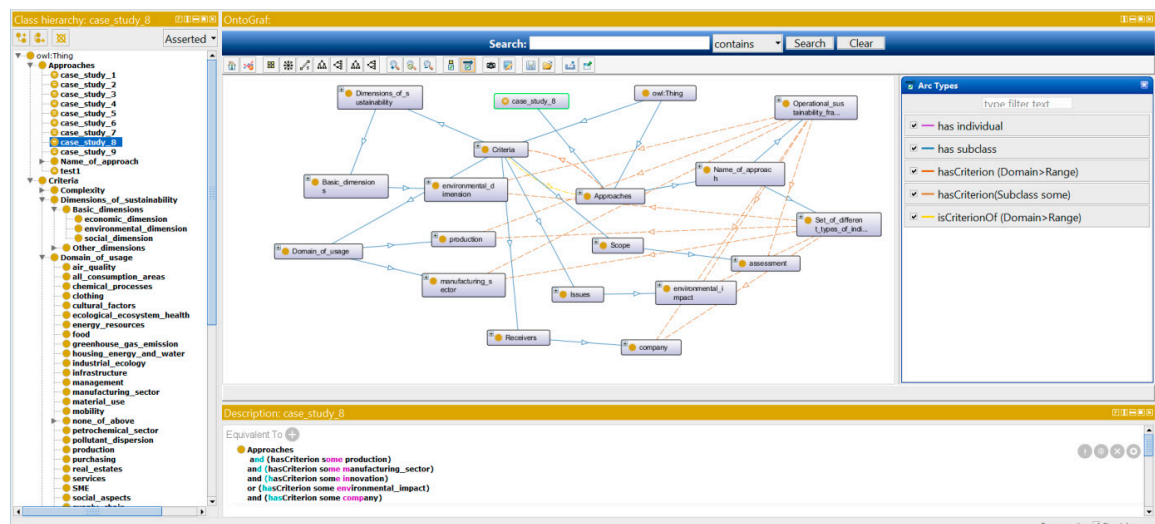 Class hierarchy: case_study_8
Asserted
owl:Thing
Approaches
case_study_1
case_study_2
case_study_3
case_study_4
case_study_5
case_study_6
case_study_7
case_study_8
case_study_9
Name_of_approach
test1
Criteria
Complexity
Dimensions_of_sustainability
Basic_dimensions
economic_dimension
environmental_dimension
social_dimension
Other_dimensions
Domain_of_usage
air_quality
all_consumption_areas
chemical_processes
clothing
cultural_factors
ecological_ecosystem_health
energy_resources
food
greenhouse_gas_emission
housing_energy_and_water
industrial_ecology
infrastructure
management
manufacturing_sector
material_use
mobility
none_of_above
petrochemical_sector
pollutant_dispersion
production
purchasing
real_estates
services
SME
social_aspects
OntoGraf:
Search:
contains
Search
Clear
Dimensions_of_s
ustainability
case_study_8
owl:Thing
Operational_sus
tainability_fra...
Criteria
Name_of_approac
h
Basic_dimension
s
environmental_d
imension
Approaches
Set_of_differen
t_types_of_indi...
production
Domain_of_usage
Scope
assessment
manufacturing_s
ector
Issues
environmental_i
mpact
Receivers
company
Arc Types
type filter text
has individual
has subclass
hasCriterion (Domain>Range)
hasCriterion(Subclass some)
isCriterionOf (Domain>Range)
Description: case_study_8
Equivalent To
Approaches
and (hasCriterion some production)
and (hasCriterion some manufacturing_sector)
and (hasCriterion some innovation)
or (hasCriterion some environmental_impact)
and (hasCriterion some company)